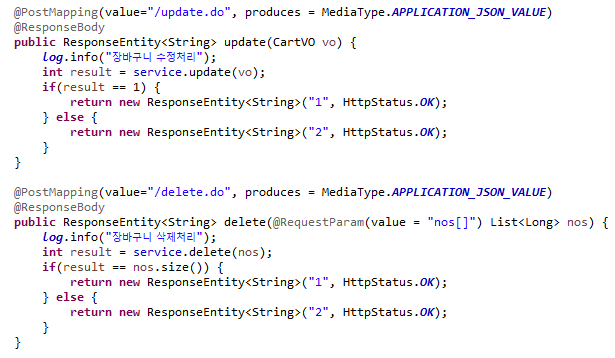 @PostMapping(value="/update.do", produces = MediaType.APPLICATION_JSON_VALUE)
@ResponseBody
public ResponseEntity<String> update(CartVO vo) {
    log.info("장바구니 수정처리");
    int result = service.update(vo);
    if(result == 1) {
        return new ResponseEntity<String>("1", HttpStatus.OK);
    } else {
        return new ResponseEntity<String>("2", HttpStatus.OK);
    }
}
@PostMapping(value="/delete.do", produces = MediaType.APPLICATION_JSON_VALUE)
@ResponseBody
public ResponseEntity<String> delete(@RequestParam(value = "nos[]") List<Long> nos) {
    log.info("장바구니 삭제처리");
    int result = service.delete(nos);
    if(result == nos.size()) {
        return new ResponseEntity<String>("1", HttpStatus.OK);
    } else {
        return new ResponseEntity<String>("2", HttpStatus.OK);
    }
}